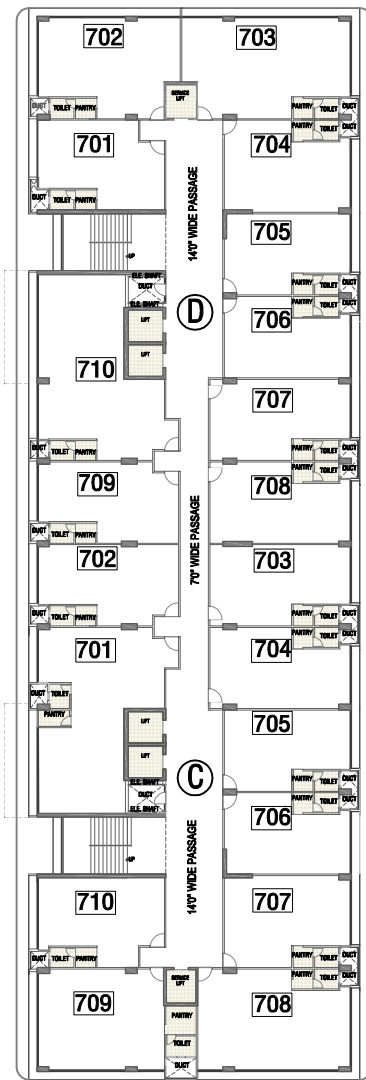 702
703
SERVICE
LIFT
DUCT
TOILET
PANTRY
PANTRY
TOILET
DUCT
PANTRY
TOILET
DUCT
701
704
DUCT
TOILET
PANTRY
14'0" WIDE PASSAGE
705
UP
ELE. SHAFT
DUCT
ELE. SHAFT
PANTRY
TOILET
DUCT
PANTRY
TOILET
DUCT
D
LIFT
706
LIFT
710
707
DUCT
TOILET
PANTRY
PANTRY
TOILET
DUCT
PANTRY
TOILET
DUCT
709
708
7'0" WIDE PASSAGE
DUCT
TOILET
PANTRY
702
703
DUCT
TOILET
PANTRY
PANTRY
TOILET
DUCT
PANTRY
TOILET
DUCT
701
704
DUCT
TOILET
PANTRY
LIFT
705
LIFT
C
ELE. SHAFT
DUCT
ELE. SHAFT
PANTRY
TOILET
DUCT
PANTRY
TOILET
DUCT
706
UP
14'0" WIDE PASSAGE
710
707
DUCT
TOILET
PANTRY
PANTRY
TOILET
DUCT
PANTRY
TOILET
DUCT
SERVICE
LIFT
709
708
PANTRY
TOILET
DUCT